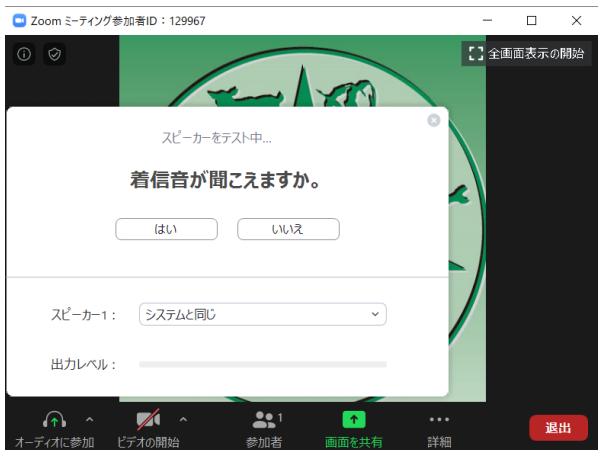 Zoom ミーティング参加者ID：129967
全画面表示の開始
スピーカーをテスト中...
着信音が聞こえますか。
はい
いいえ
スピーカー1：
システムと同じ
出力レベル：
1
オーディオに参加
ビデオの開始
参加者
画面を共有
詳細
退出